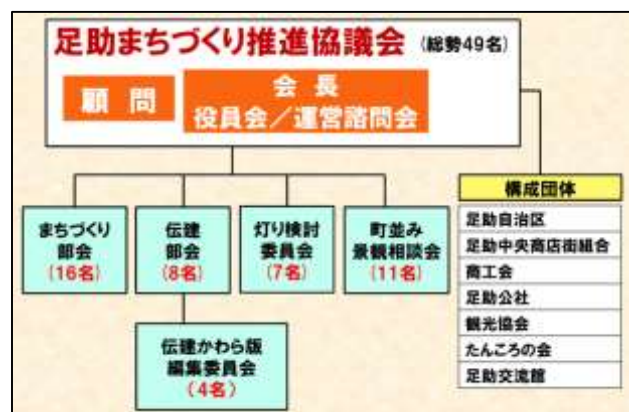 足助まちづくり推進協議会 (総勢49名)
顧問
会長
役員会／運営諮問会
まちづくり
部会
(16名)
伝建
部会
(8名)
灯り検討
委員会
(7名)
町並み
景観相談会
(11名)
伝建かわら版
編集委員会
(4名)
構成団体
足助自治区
足助中央商店街組合
商工会
足助公社
観光協会
たんころの会
足助交流館